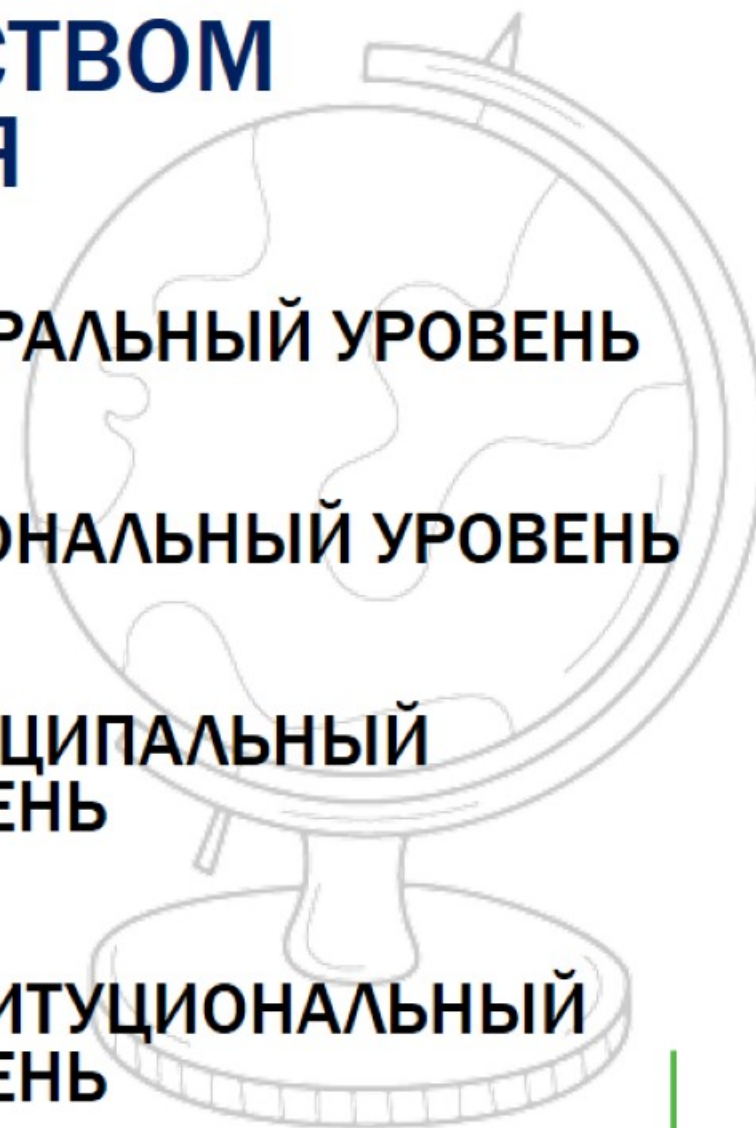 СТВОМ
Я
РАЛЬНЫЙ УРОВЕНЬ
ОНАЛЬНЫЙ УРОВЕНЬ
ЦИПАЛЬНЫЙ
ЕНЬ
ИТУЦИОНАЛЬНЫЙ
ЕНЬ